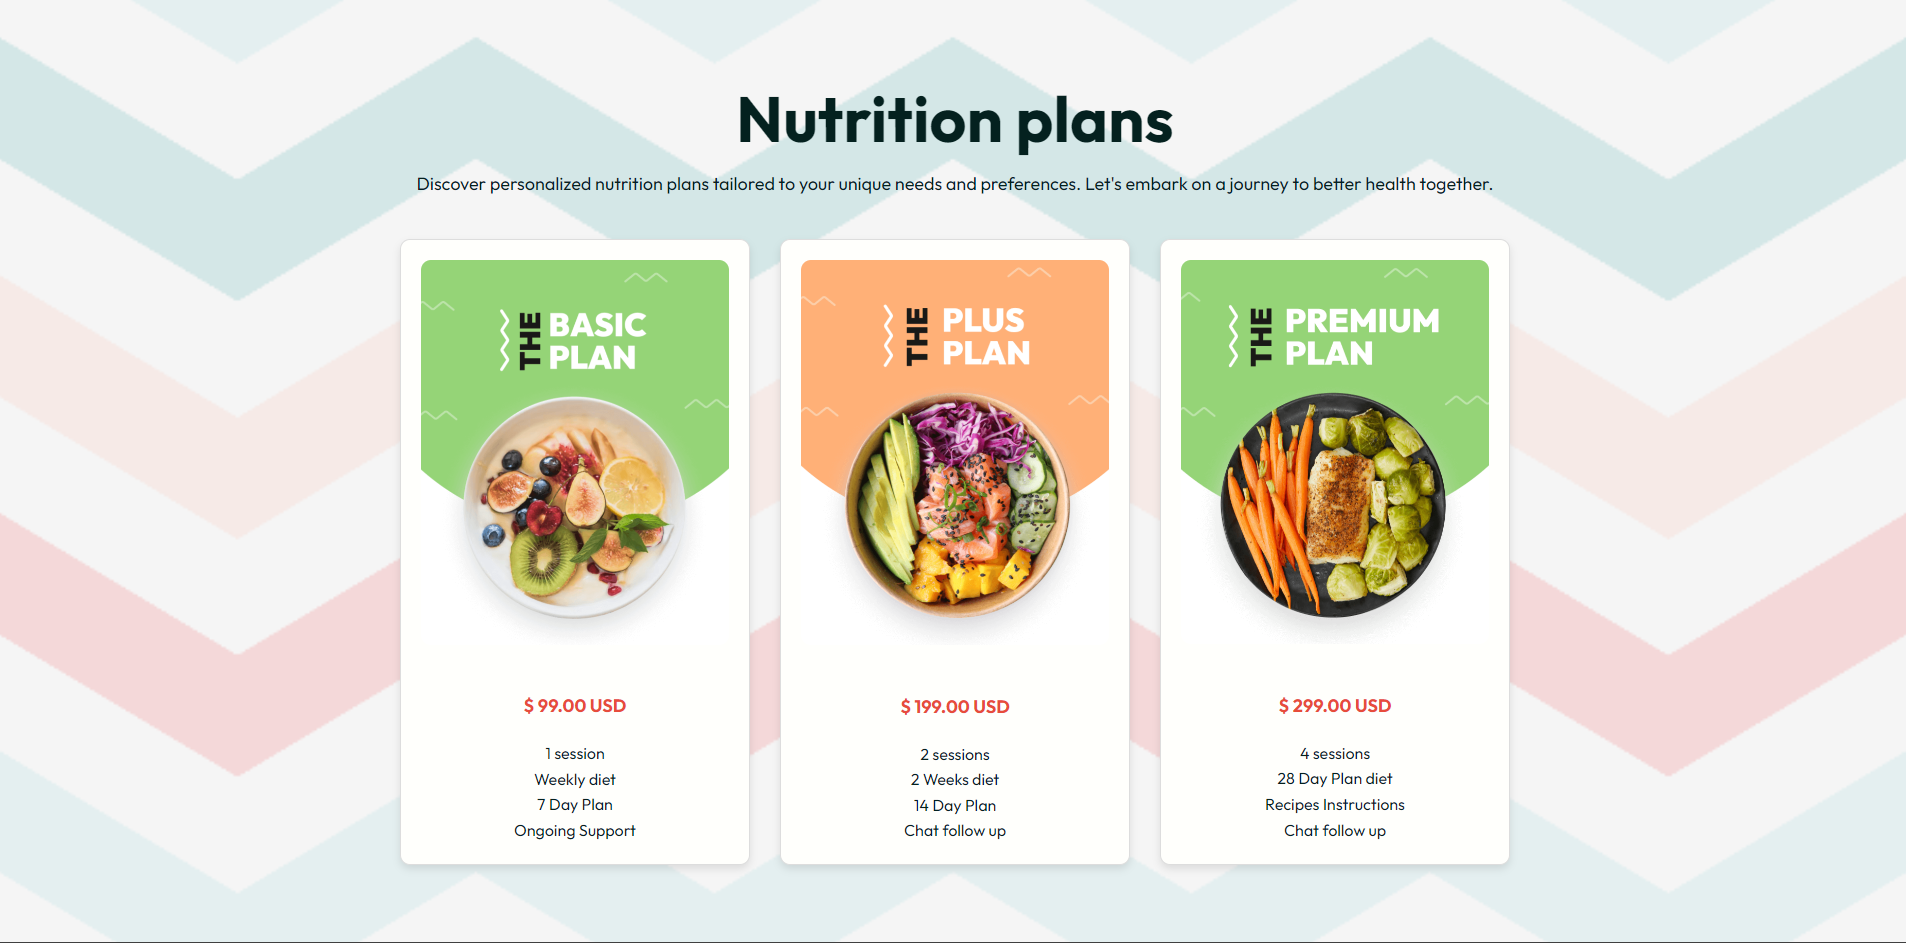 Nutrition plans
Discover personalized nutrition plans tailored to your unique needs and preferences. Let's embark on a journey to better health together.
THE BASIC
PLAN
$ 99.00 USD
1 session
Weekly diet
7 Day Plan
Ongoing Support
THE PLUS
PLAN
$ 199.00 USD
2 sessions
2 Weeks diet
14 Day Plan
Chat follow up
THE PREMIUM
PLAN
$ 299.00 USD
4 sessions
28 Day Plan diet
Recipes Instructions
Chat follow up